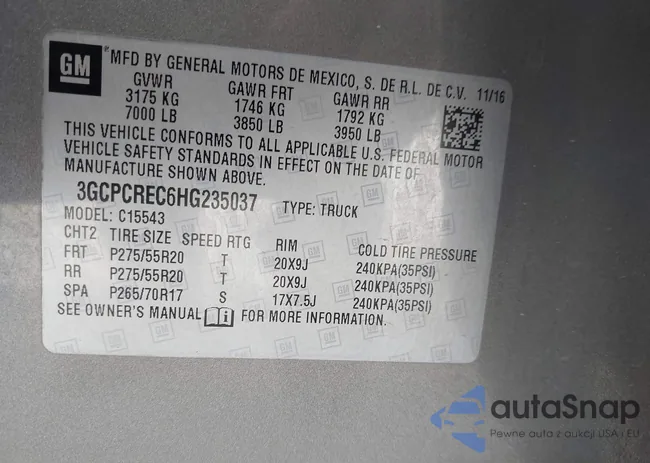 GM
MFD BY GENERAL MOTORS DE MEXICO, S. DE R.L. DE C.V. 11/16
GVWR GAWR FRT GAWR RR
3175 KG 1746 KG 1792 KG
7000 LB 3850 LB 3950 LB
THIS VEHICLE CONFORMS TO ALL APPLICABLE U.S. FEDERAL MOTOR
VEHICLE SAFETY STANDARDS IN EFFECT ON THE DATE OF
MANUFACTURE SHOWN ABOVE.
3GCPCREC6HG235037 TYPE: TRUCK
MODEL: C15543
CHT2 TIRE SIZE SPEED RTG RIM COLD TIRE PRESSURE
FRT P275/55R20 T 20X9J 240KPA(35PSI)
RR P275/55R20 T 20X9J 240KPA(35PSI)
SPA P265/70R17 S 17X7.5J 240KPA(35PSI)
SEE OWNER'S MANUAL FOR MORE INFORMATION.
autaSnap
Pewne auta z aukcji USA i EU